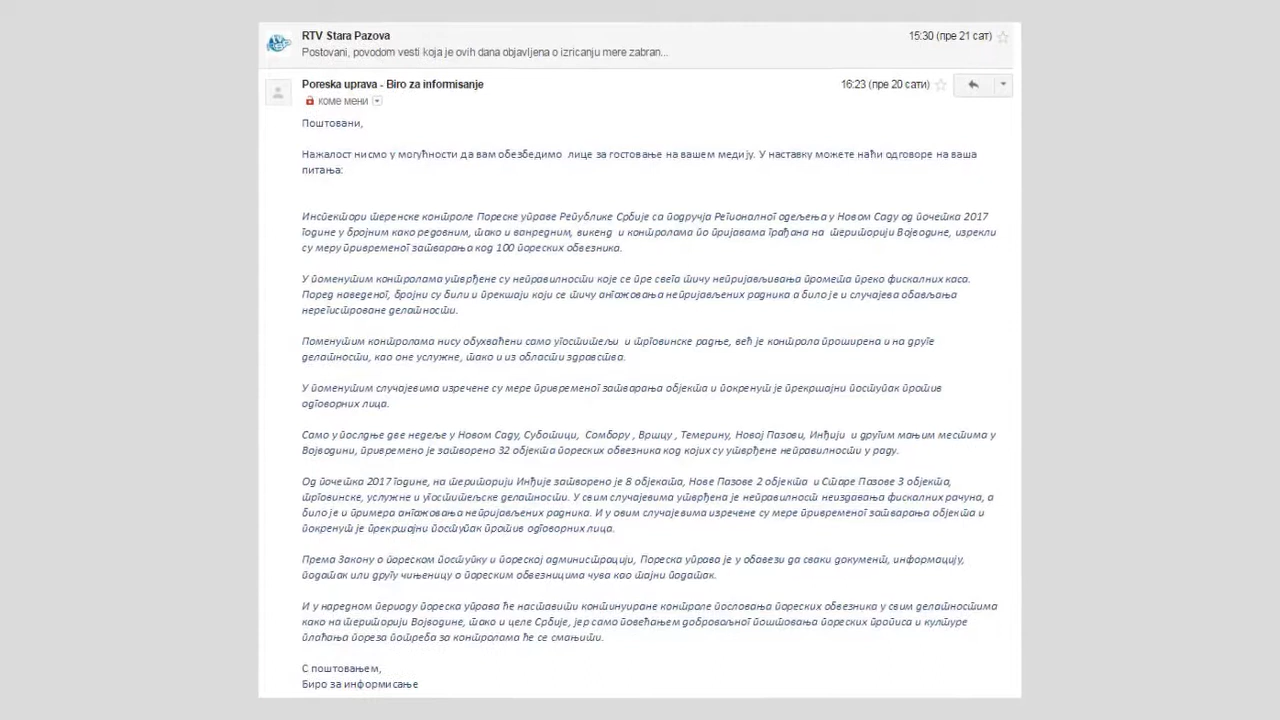 RTV Stara Pazova
15:30 (пре 21 сат)
Postovani, povodom vesti koja je ovih dana objavljena o izricanju mere zabran...
Poreska uprava - Biro za informisanje
16:23 (пре 20 сати)
коме мени
Поштовани,
Нажалост нисмо у могућности да вам обезбедимо лице за гостовање на вашем медију. У наставку можете наћи одговоре на ваша
питања:
Инспектори теренске контроле Пореске управе Републике Србије са подручја Регионалног одељења у Новом Саду од почетка 2017
године у бројним како редовним, тако и ванредним, викенд и контролама по пријавама грађана на територији Војводине, изрекли
су меру привременог затварања код 100 пореских обвезника.
У поменутим контролама утврђене су неправилности које се пре свега тичу непријављивања промета преко фискалних каса.
Поред наведеног, бројни су били и прекшаји који се тичу ангажовања непријављених радника а било је и случајева обављања
нерегистроване делатности.
Поменутим контролама нису обухваћени само угоститељи и трговинске радње, већ је контрола проширена и на друге
делатности, као оне услужне, тако и из области здравства.
У поменутим случајевима изречене су мере привременог затварања објекта и покренут је прекршајни поступак против
одговорних лица.
Само у послдње две недеље у Новом Саду, Суботици, Сомбору , Вршцу , Темерину, Новој Пазови, Инђији и другим мањим местима у
Војводини, привремено је затворено 32 објекта пореских обвезника код којих су утврђене неправилности у раду.
Од почетка 2017 године, на територији Инђије затворено је 8 објеката, Нове Пазове 2 објекта и Старе Пазове 3 објекта,
трговинске, услужне и угоститељске делатности. У свим случајевима утврђена је неправилност неиздавања фискалних рачуна, а
било је и примера ангажовања непријављених радника. И у овим случајевима изречене су мере привременог затварања објекта и
покренут је прекршајни поступак против одговорних лица.
Према Закону о пореском поступку и пореској администрацији, Пореска управа је у обавези да сваки документ, информацију,
податак или другу чињеницу о пореским обвезницима чува као тајни податак.
И у наредном периоду пореска управа ће наставити континуиране контроле пословања пореских обвезника у свим делатностима
како на територији Војводине, тако и целе Србије, јер само повећањем добровољног поштовања пореских прописа и културе
плаћања пореза потреба за контролама ће се смањити.
С поштовањем,
Биро за информисање